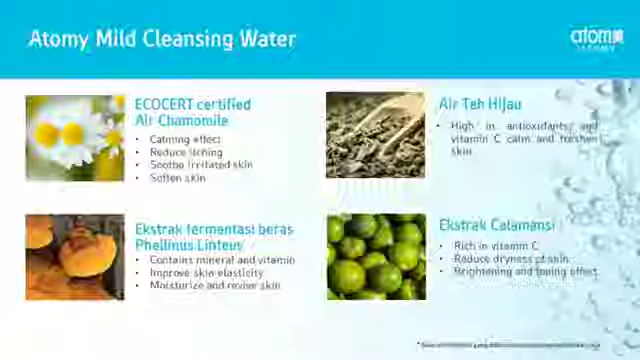 Atomy Mild Cleansing Water
atomy
ECOCERT certified
Air Chamomile
• Calming effect
• Reduce itching
• Soothe irritated skin
• Soften skin
Air Teh Hijau
• High in antioxidants and
vitamin C calm and freshen
skin
Ekstrak fermentasi beras
Phellinus Linteus
• Contains mineral and vitamin
• Improve skin elasticity
• Moisturize and revive skin
Ekstrak Calamansi
• Rich in vitamin C
• Reduce dryness of skin
• Brightening and toning effect